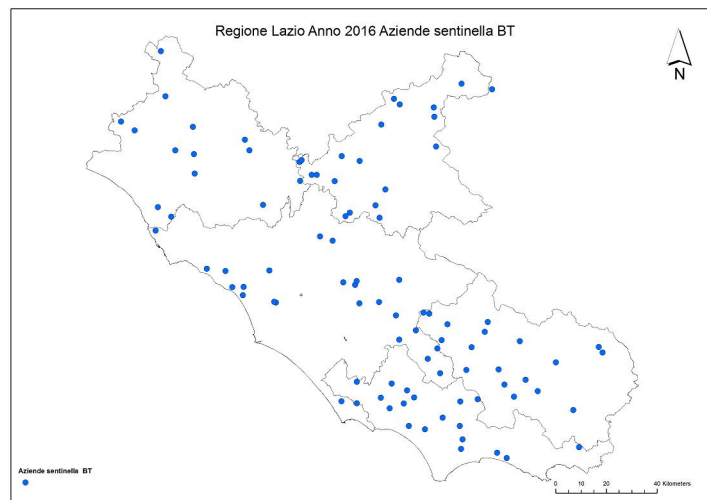 Regione Lazio Anno 2016 Aziende sentinella BT
N
Aziende sentinella BT
0 10 20 40 Kilometers